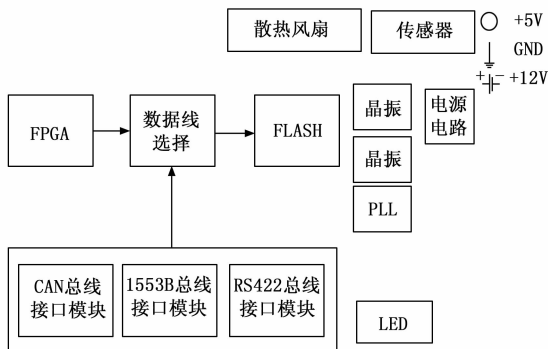 散热风扇
传感器
+5V
GND
+ − +12V
FPGA
数据线
选择
FLASH
晶振
电源
电路
晶振
PLL
CAN总线
接口模块
1553B总线
接口模块
RS422总线
接口模块
LED